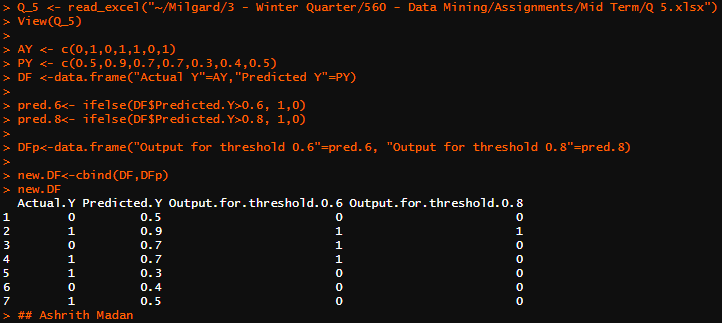 > Q_5 <- read_excel("~/Milgard/3 - Winter Quarter/560 - Data Mining/Assignments/Mid Term/Q 5.xlsx")
> View(Q_5)
>
> AY <- c(0,1,0,1,1,0,1)
> PY <- c(0.5,0.9,0.7,0.7,0.3,0.4,0.5)
> DF <-data.frame("Actual Y"=AY,"Predicted Y"=PY)
>
> pred.6<- ifelse(DF$Predicted.Y>0.6, 1,0)
> pred.8<- ifelse(DF$Predicted.Y>0.8, 1,0)
>
> DFp<-data.frame("Output for threshold 0.6"=pred.6, "Output for threshold 0.8"=pred.8)
>
> new.DF<-cbind(DF,DFp)
> new.DF
  Actual.Y Predicted.Y Output.for.threshold.0.6 Output.for.threshold.0.8
1        0         0.5                        0                        0
2        1         0.9                        1                        1
3        0         0.7                        1                        0
4        1         0.7                        1                        0
5        1         0.3                        0                        0
6        0         0.4                        0                        0
7        1         0.5                        0                        0
> ## Ashrith Madan